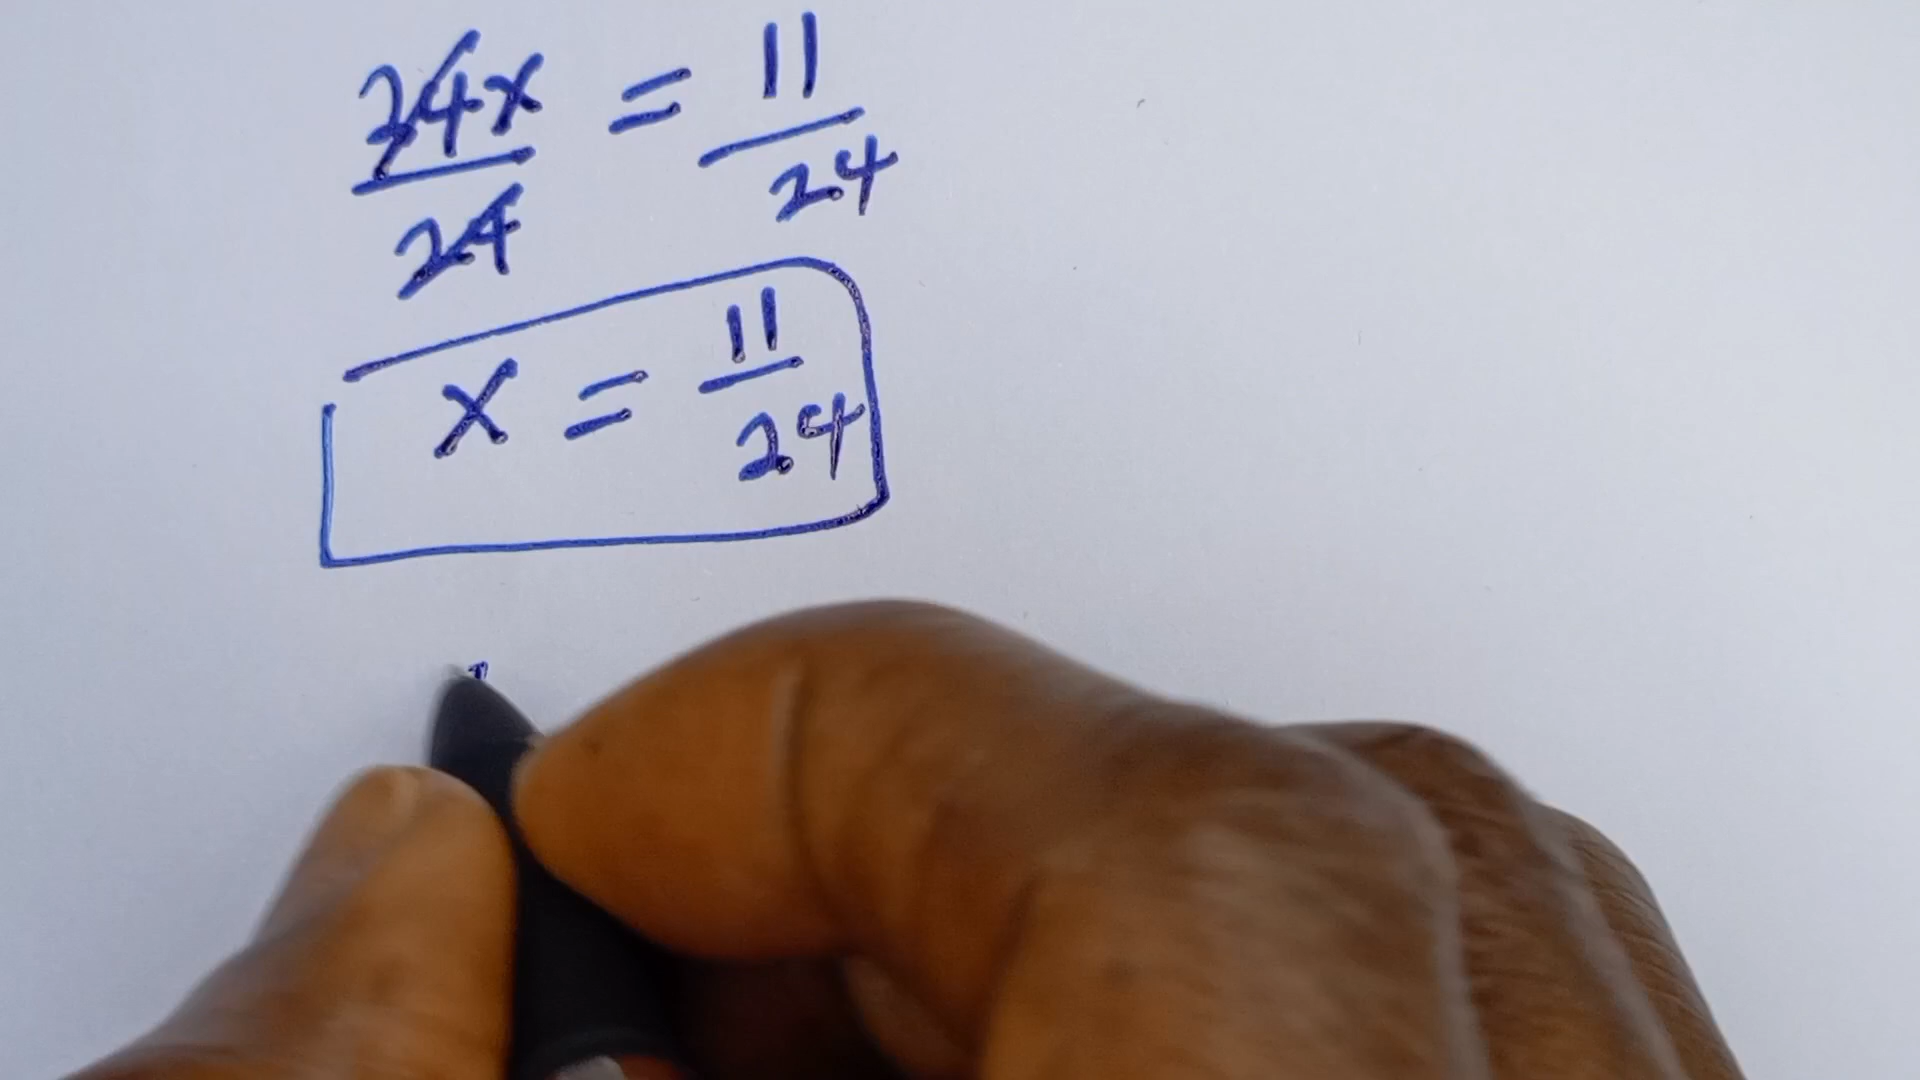 24x/24 = 11/24
x = 11/24